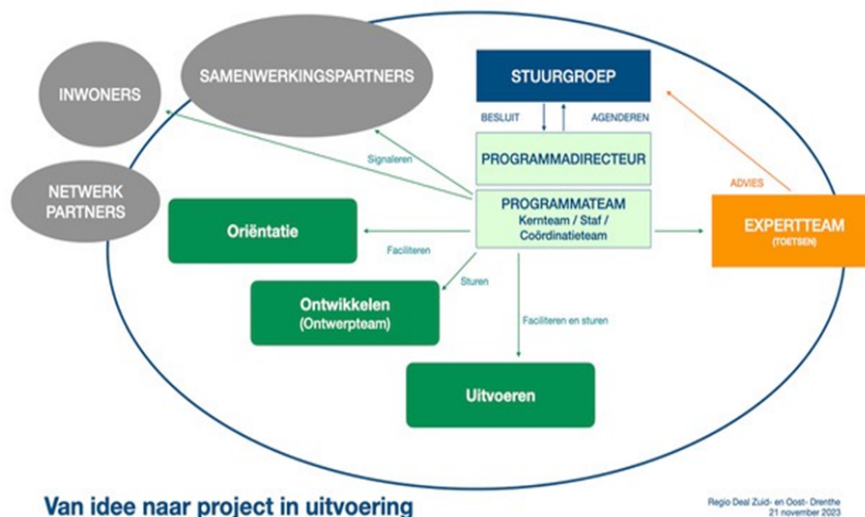 SAMENWERKINGSPARTNERS
INWONERS
NETWERK
PARTNERS
STUURGROEP
BESLUIT
AGENDEREN
PROGRAMMADIRECTEUR
PROGRAMMATEAM
Kernteam / Staf /
Coördinatieteam
Signaleren
ADVIES
EXPERTTEAM
(TOETSEN)
Oriëntatie
Faciliteren
Sturen
Ontwikkelen
(Ontwerpteam)
Faciliteren en sturen
Uitvoeren
Van idee naar project in uitvoering
Regio Deal Zuid- en Oost- Drenthe
21 november 2023